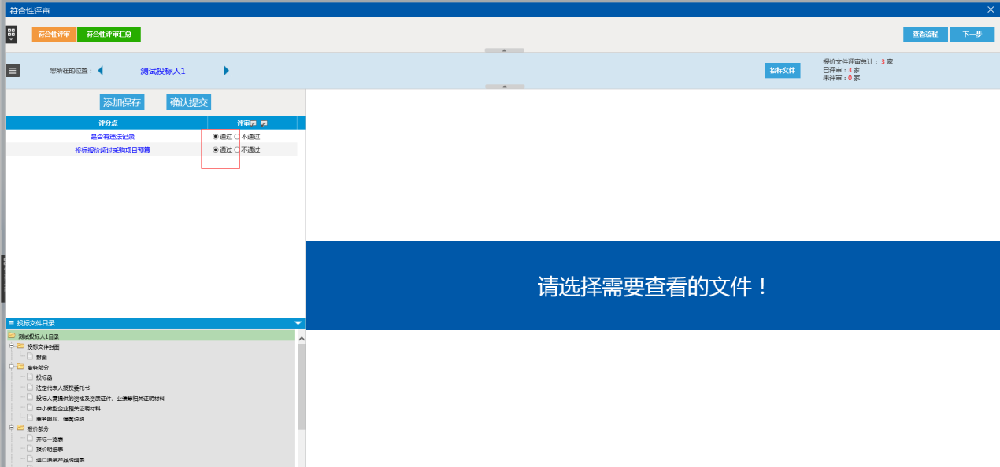 符合性评审
符合性评审 符合性评审汇总 查看流程 下一步
您所在的位置： 测试投标人1 招标文件
报价文件评审总计： 3 家
已评审：3 家
未评审：0 家
添加保存 确认提交
评分点 评审
是否有违法记录 通过 不通过
投标报价超过采购项目预算 通过 不通过
请选择需要查看的文件！
投标文件目录
测试投标人1目录
投标文件封面
封面
商务部分
投标函
法定代表人授权委托书
投标人需提供的资格及资质证件、业绩等相关证明材料
中小微型企业相关证明材料
商务响应、偏离说明
报价部分
开标一览表
报价明细表
进口原装产品明细表